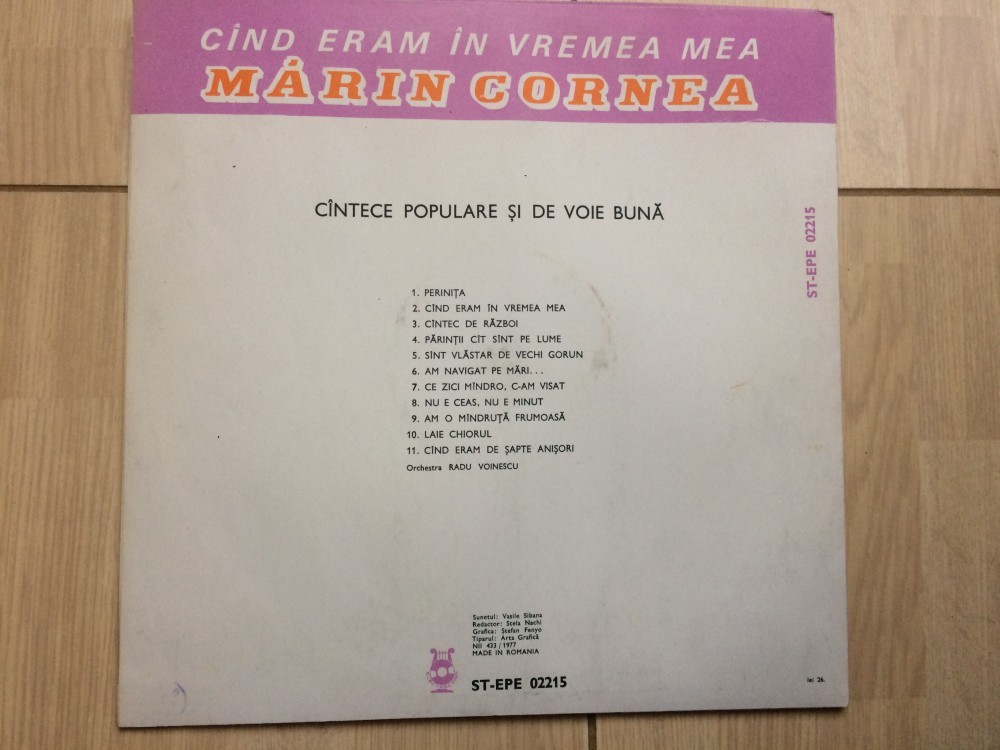 CÎND ERAM ÎN VREMEA MEA
MĂRIN CORNEA
CÎNTECE POPULARE ȘI DE VOIE BUNĂ
ST-EPE 02215
1. PERINIȚA
2. CÎND ERAM ÎN VREMEA MEA
3. CÎNTEC DE RĂZBOI
4. PĂRINȚII CÎT SÎNT PE LUME
5. SÎNT VLĂSTAR DE VECHI GORUN
6. AM NAVIGAT PE MĂRI...
7. CE ZICI MÎNDRO, C-AM VISAT
8. NU E CEAS, NU E MINUT
9. AM O MÎNDRUȚĂ FRUMOASĂ
10. LAIE CHIORUL
11. CÎND ERAM DE ȘAPTE ANIȘORI
Orchestra RADU VOINESCU
Sunetul: Vasile Sibana
Redactor: Stela Nachi
Grafica: Stefan Fenyo
Tiparul: Arta Grafică
NII 433/1977
MADE IN ROMANIA
ST-EPE 02215
lei 26.